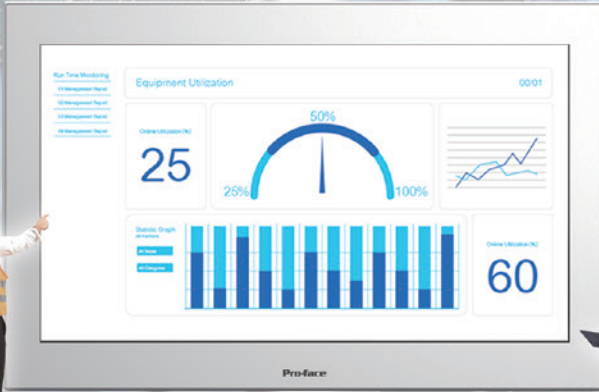 Run Time Monitoring
01 Management Report
02 Management Report
03 Management Report
04 Management Report
Equipment Utilization
00/01
Online Utilization (%)
25
50%
25%
100%
Statistic Graph
All Status
All Categories
Online Utilization (%)
60
Pro-face